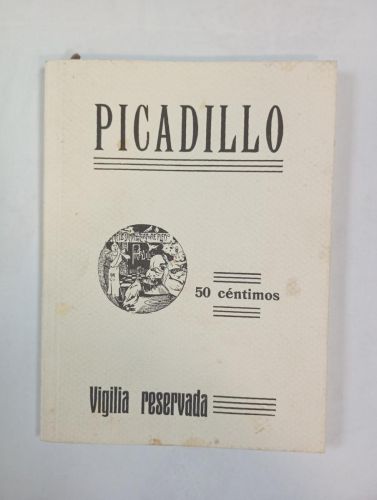 PICADILLO
50 céntimos
Vigilia reservada